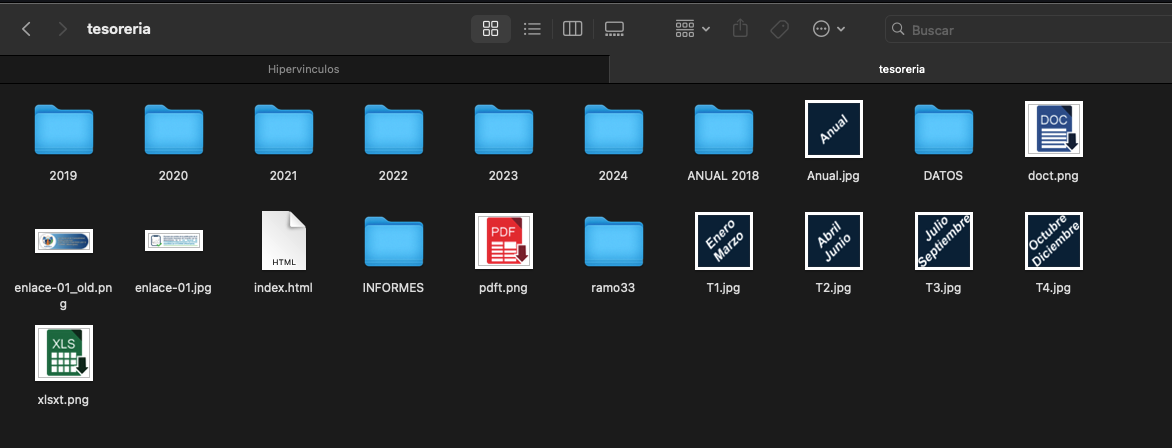 tesoreria
Buscar
Hipervinculos
tesoreria
Anual
DOC
2019
2020
2021
2022
2023
2024
ANUAL 2018
Anual.jpg
DATOS
doct.png
HTML
PDF
Enero
Marzo
Abril
Junio
Julio
Septiembre
Octubre
Diciembre
enlace-01_old.pn
g
enlace-01.jpg
index.html
INFORMES
pdft.png
ramo33
T1.jpg
T2.jpg
T3.jpg
T4.jpg
XLS
xlsxt.png